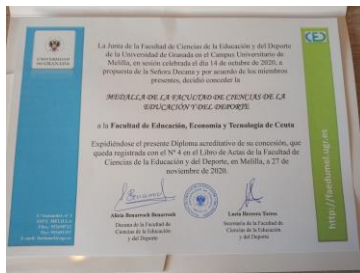 UNIVERSIDAD
DE GRANADA
La Junta de la Facultad de Ciencias de la Educación y del Deporte
de la Universidad de Granada en el Campus Universitario de
Melilla, en sesión celebrada el día 14 de octubre de 2020, a
propuesta de la Señora Decana y por acuerdo de los miembros
presentes, decidió conceder la
MEDALLA DE LA FACULTAD DE CIENCIAS DE LA
EDUCACIÓN Y DEL DEPORTE
a la Facultad de Educación, Economía y Tecnología de Ceuta
Expidiéndose el presente Diploma acreditativo de su concesión, que
queda registrada con el Nº 4 en el Libro de Actas de la Facultad de
Ciencias de la Educación y del Deporte, en Melilla, a 27 de
noviembre de 2020.
Alicia Benarroch Benarroch
Decana de la Facultad de
Ciencias de la Educación
y del Deporte
Lucía Herrera Torres
Secretaria de la Facultad de
Ciencias de la Educación
y del Deporte
http://faedumel.ugr.es